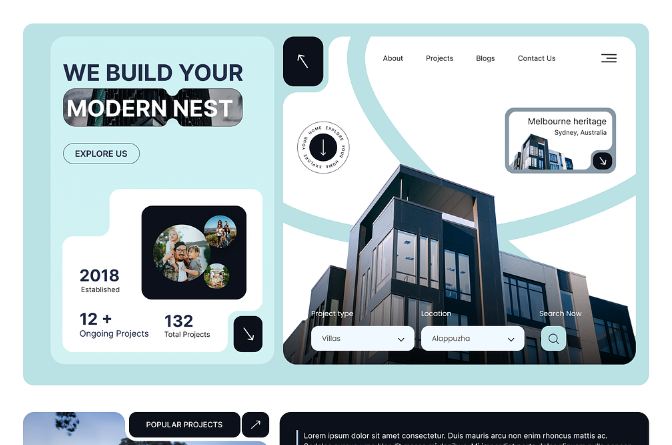 WE BUILD YOUR
MODERN NEST
EXPLORE US
2018
Established
12 +
Ongoing Projects
132
Total Projects
About
Projects
Blogs
Contact Us
EXPLORE YOUR HOME EXPLORE YOUR HOME
Melbourne heritage
Sydney, Australia
Project type
Location
Search Now
Villas
Alappuzha
POPULAR PROJECTS
Lorem ipsum dolor sit amet consectetur. Duis mauris arcu non enim rhoncus mattis ac.